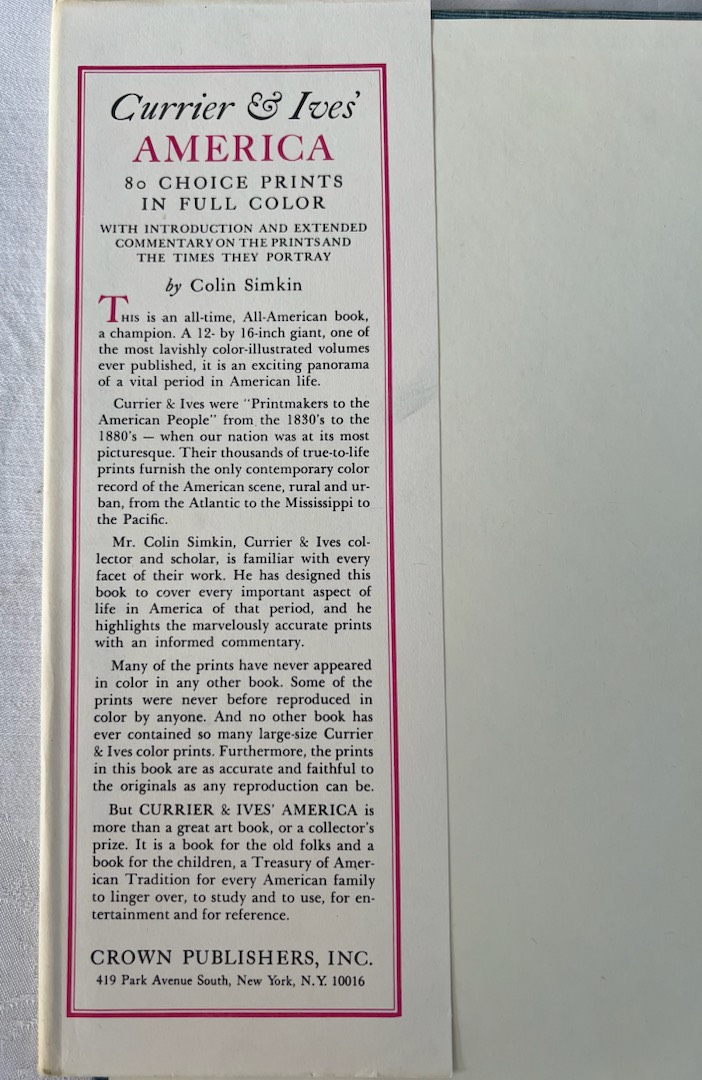 Currier & Ives'
AMERICA
80 CHOICE PRINTS
IN FULL COLOR
WITH INTRODUCTION AND EXTENDED
COMMENTARY ON THE PRINTS AND
THE TIMES THEY PORTRAY
by Colin Simkin
THIS is an all-time, All-American book,
a champion. A 12- by 16-inch giant, one of
the most lavishly color-illustrated volumes
ever published, it is an exciting panorama
of a vital period in American life.
Currier & Ives were "Printmakers to the
American People" from the 1830's to the
1880's — when our nation was at its most
picturesque. Their thousands of true-to-life
prints furnish the only contemporary color
record of the American scene, rural and ur-
ban, from the Atlantic to the Mississippi to
the Pacific.
Mr. Colin Simkin, Currier & Ives col-
lector and scholar, is familiar with every
facet of their work. He has designed this
book to cover every important aspect of
life in America of that period, and he
highlights the marvelously accurate prints
with an informed commentary.
Many of the prints have never appeared
in color in any other book. Some of the
prints were never before reproduced in
color by anyone. And no other book has
ever contained so many large-size Currier
& Ives color prints. Furthermore, the prints
in this book are as accurate and faithful to
the originals as any reproduction can be.
But CURRIER & IVES' AMERICA is
more than a great art book, or a collector's
prize. It is a book for the old folks and a
book for the children, a Treasury of Amer-
ican Tradition for every American family
to linger over, to study and to use, for en-
tertainment and for reference.
CROWN PUBLISHERS, INC.
419 Park Avenue South, New York, N.Y. 10016